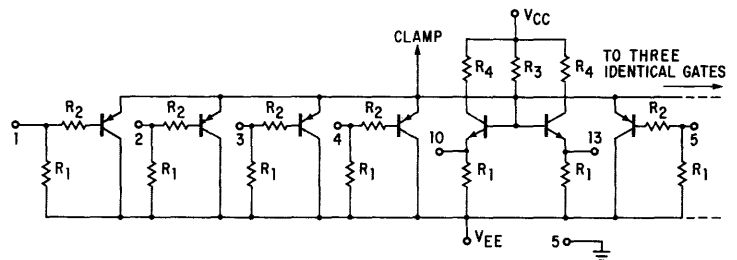 VCC
CLAMP
TO THREE
IDENTICAL GATES
R4 R3 R4
R2 R2 R2 R2 R2
1 2 3 4 10 13 5
R1 R1 R1 R1 R1 R1 R1
VEE 5